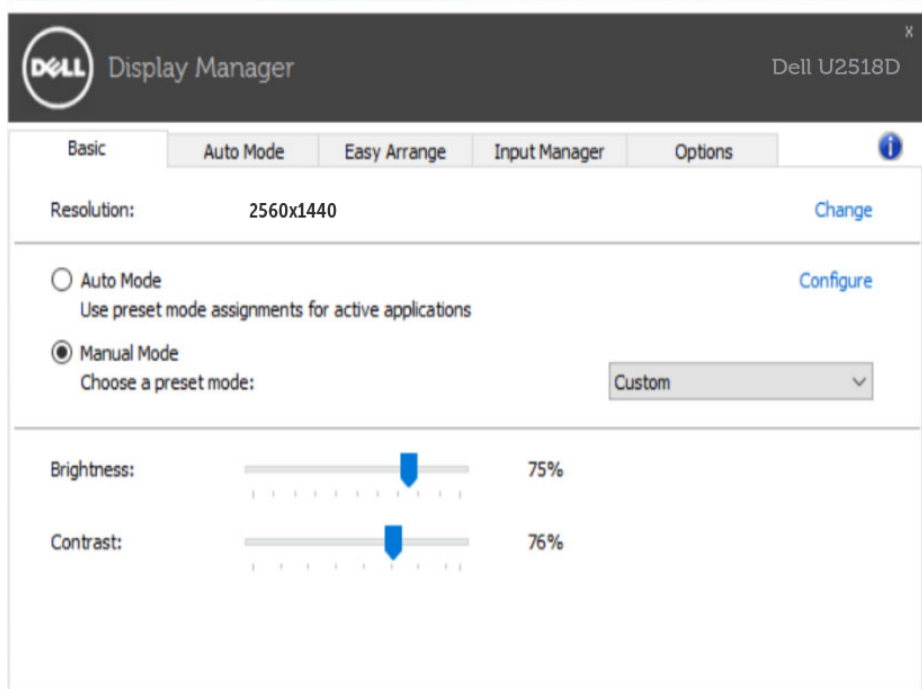 x
DELL Display Manager Dell U2518D
Basic Auto Mode Easy Arrange Input Manager Options i
Resolution: 2560x1440 Change
Auto Mode Configure
Use preset mode assignments for active applications
Manual Mode
Choose a preset mode: Custom
Brightness: 75%
Contrast: 76%